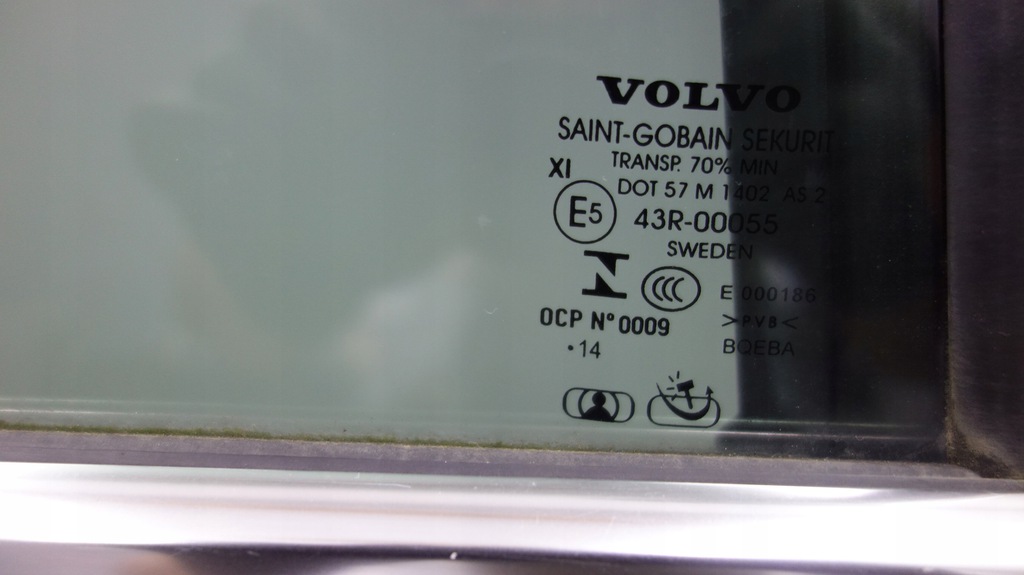 VOLVO
SAINT-GOBAIN SEKURIT
XI TRANSP. 70% MIN
DOT 57 M 1402 AS 2
E5 43R-00055
SWEDEN
CCC E 000186
OCP N° 0009 >PVB<
•14 BQEBA